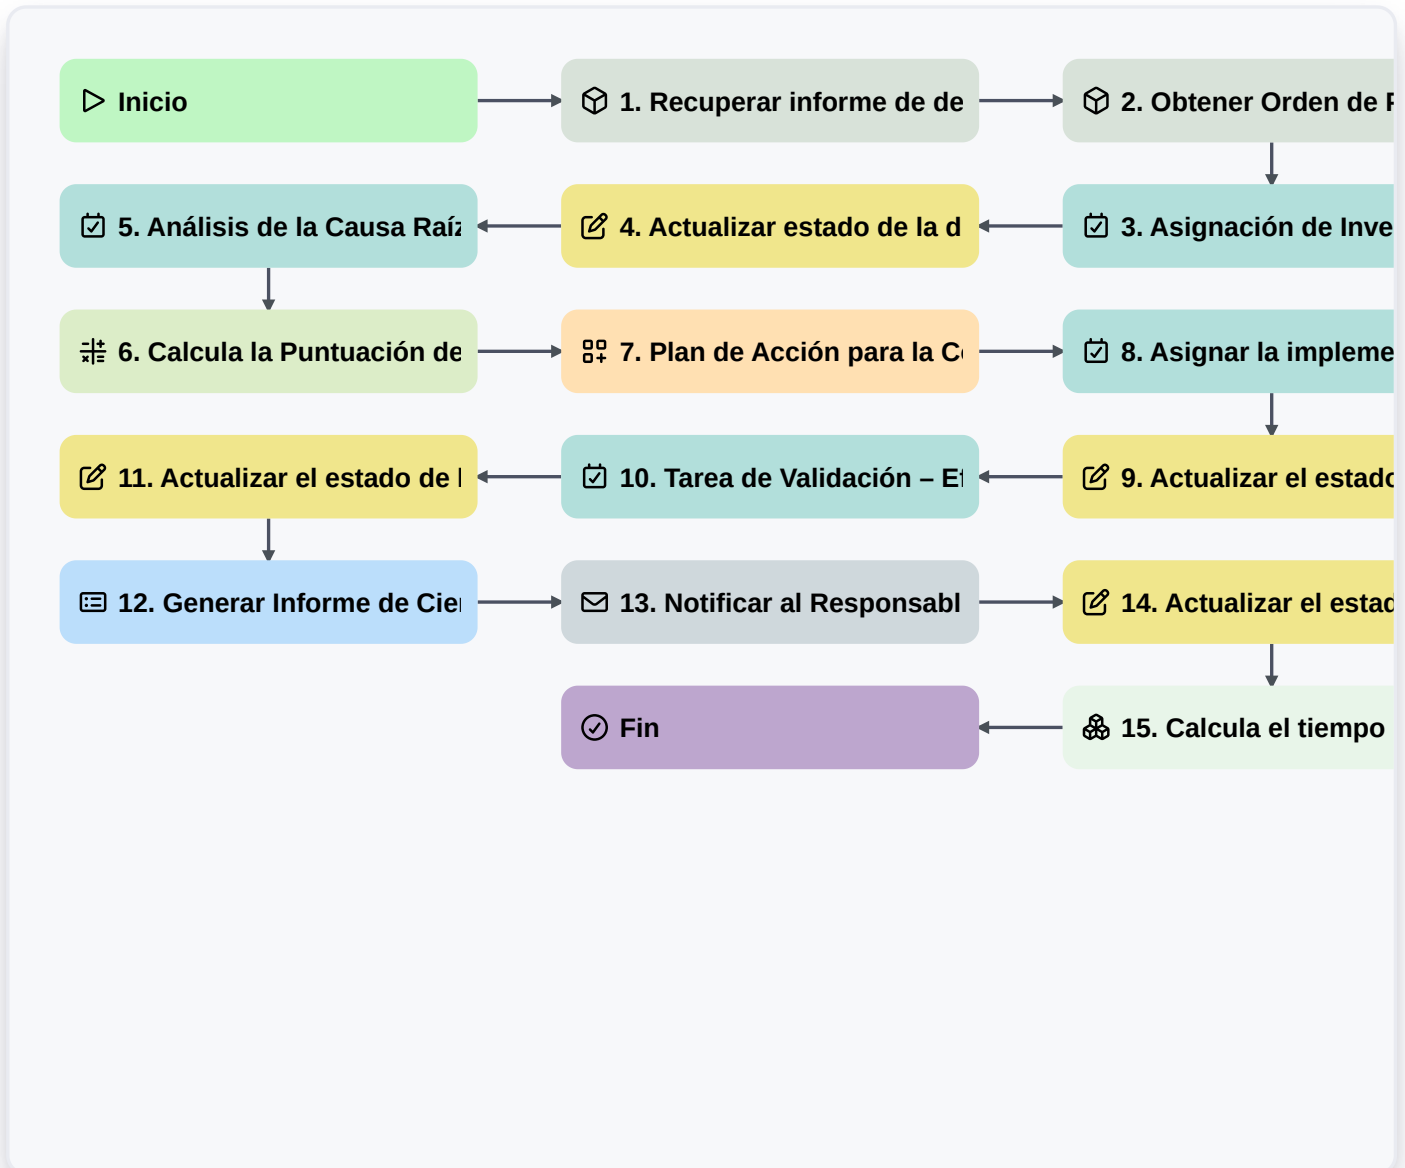 Inicio
1. Recuperar informe de de
2. Obtener Orden de
5. Análisis de la Causa Raíz
4. Actualizar estado de la d
3. Asignación de Inve
6. Calcula la Puntuación de
7. Plan de Acción para la
8. Asignar la impleme
11. Actualizar el estado de
10. Tarea de Validación –
9. Actualizar el estado
12. Generar Informe de
13. Notificar al Responsabl
14. Actualizar el estad
Fin
15. Calcula el tiempo